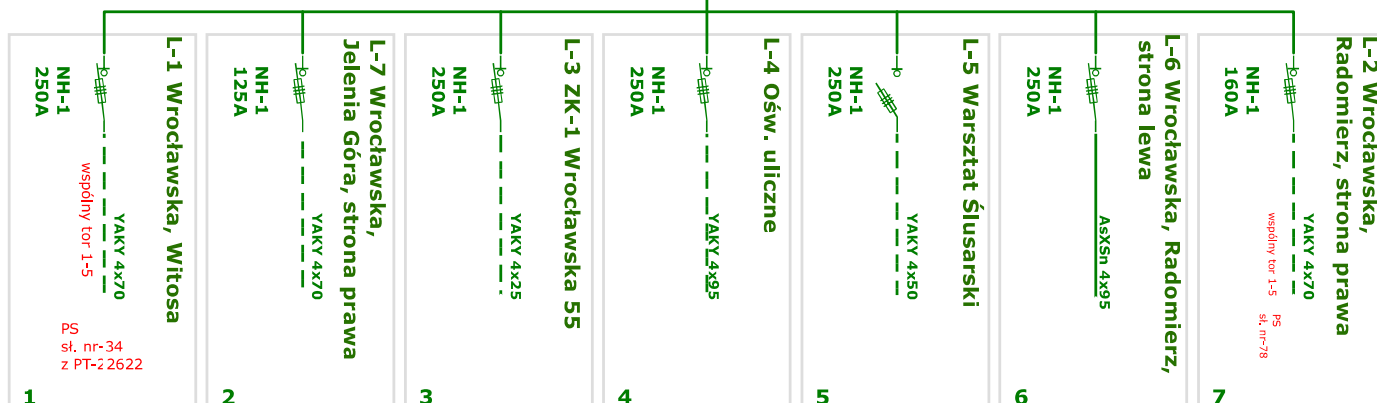 L-1 Wrocławska, Witosa
NH-1
250A
YAKY 4x70
wspólny tor 1-5
PS
sł. nr-34
z PT-22622
1
L-7 Wrocławska,
Jelenia Góra, strona prawa
NH-1
125A
YAKY 4x70
2
L-3 ZK-1 Wrocławska 55
NH-1
250A
YAKY 4x25
3
L-4 Ośw. uliczne
NH-1
250A
YAKY 4x95
4
L-5 Warsztat Ślusarski
NH-1
250A
YAKY 4x50
5
L-6 Wrocławska, Radomierz,
strona lewa
NH-1
250A
AsXSn 4x95
6
L-2 Wrocławska,
Radomierz, strona prawa
NH-1
160A
YAKY 4x70
wspólny tor 1-5
PS
sł. nr-78
7